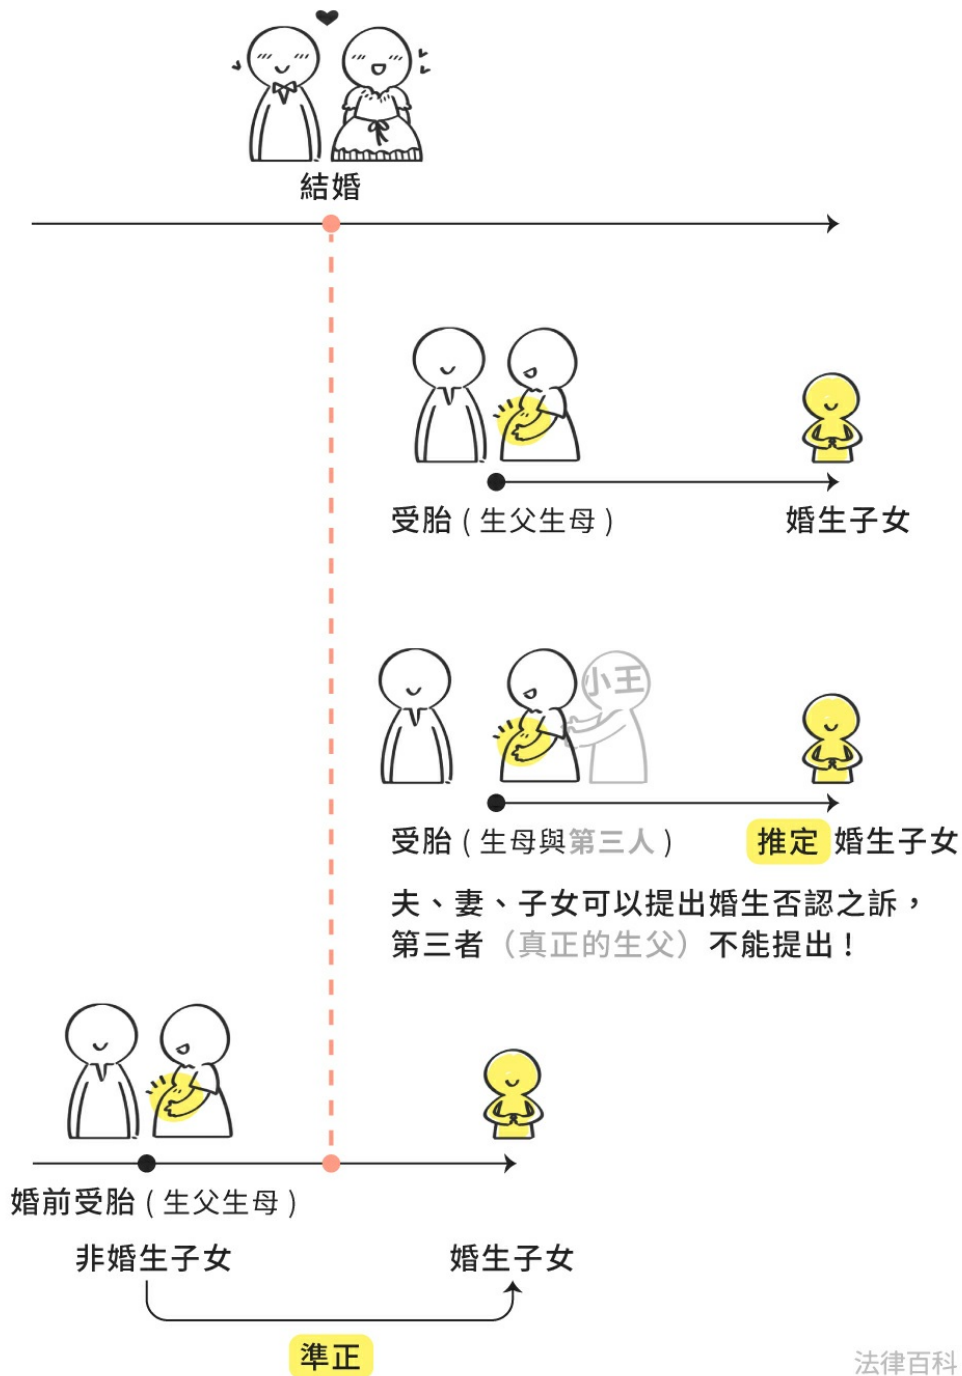 結婚
受胎(生父生母)
婚生子女
小王
受胎(生母與第三人)
推定 婚生子女
夫、妻、子女可以提出婚生否認之訴，
第三者（真正的生父）不能提出！
婚前受胎(生父生母)
非婚生子女
婚生子女
準正
法律百科